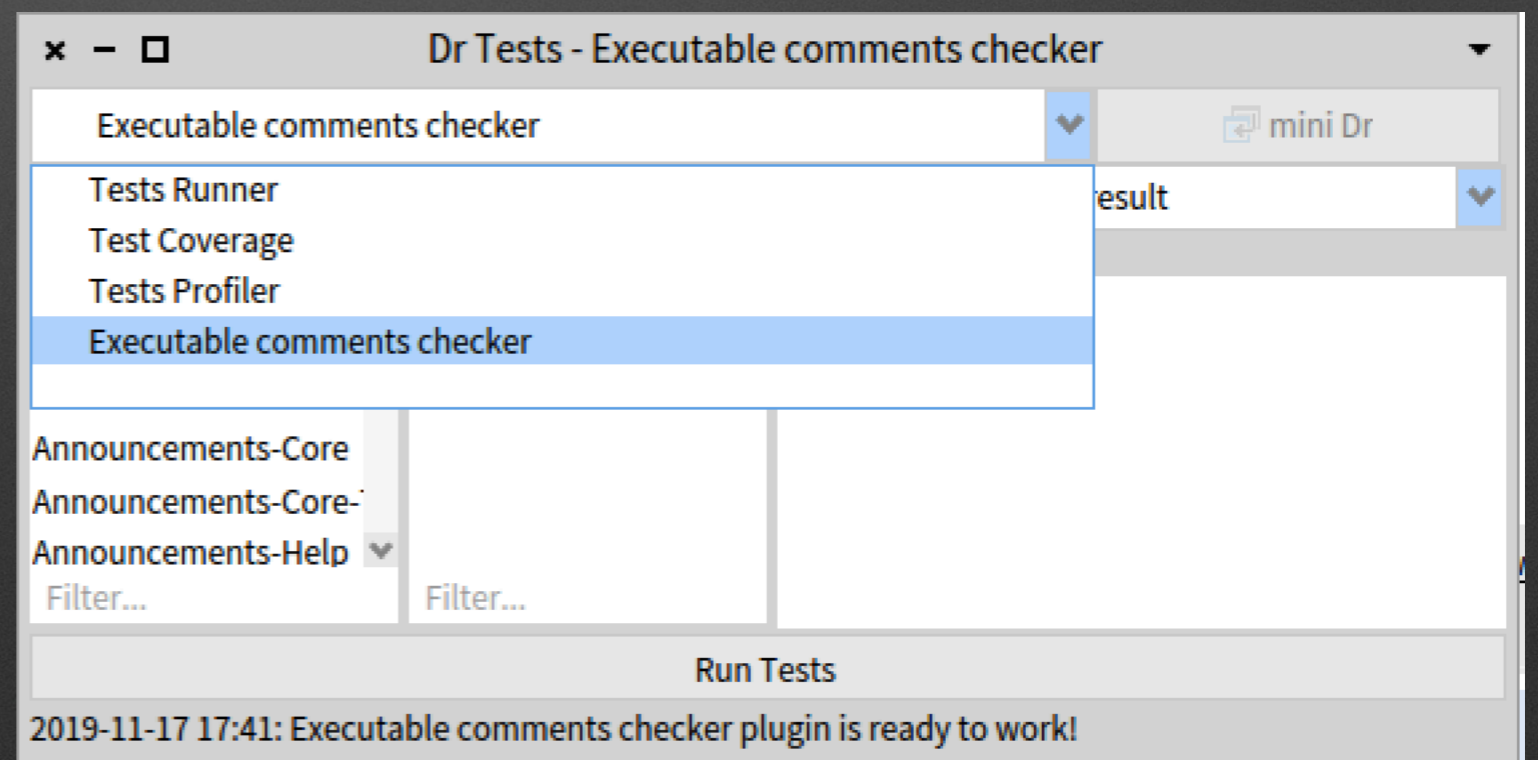 Dr Tests - Executable comments checker
Executable comments checker
mini Dr
Tests Runner
Test Coverage
Tests Profiler
Executable comments checker
Announcements-Core
Announcements-Core-
Announcements-Help
Filter...
Filter...
Run Tests
2019-11-17 17:41: Executable comments checker plugin is ready to work!